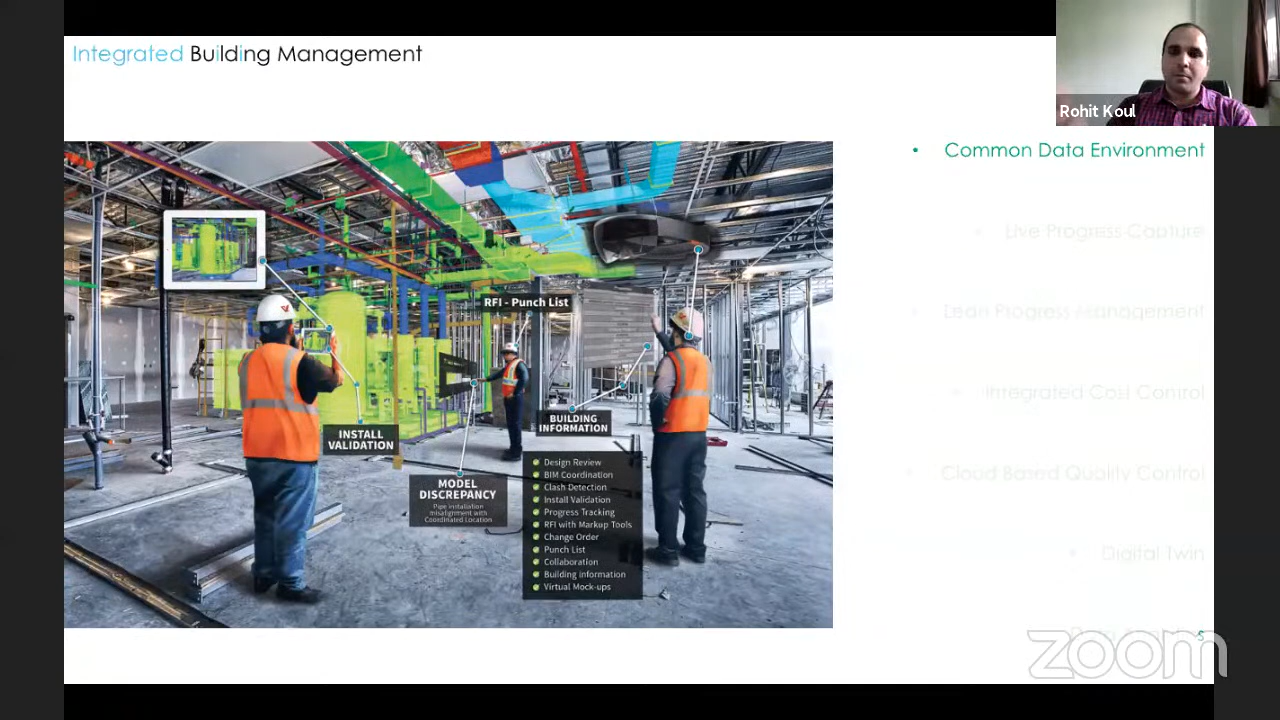 Integrated Building Management
Rohit Koul
• Common Data Environment
• Live Progress Capture
• Lean Progress Management
• Integrated Cost Control
• Cloud Based Quality Control
• Digital Twin
RFI - Punch List
INSTALL
VALIDATION
MODEL
DISCREPANCY
Pipe installation
misalignment with
Coordinated Location
BUILDING
INFORMATION
Design Review
BIM Coordination
Clash Detection
Install Validation
Progress Tracking
RFI with Markup Tools
Change Order
Punch List
Collaboration
Building information
Virtual Mock-ups
5
zoom